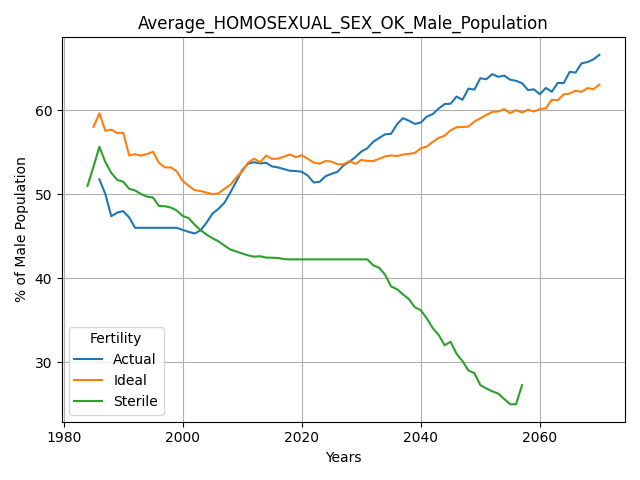 Average_HOMOSEXUAL_SEX_OK_Male_Population
% of Male Population
60
50
40
30
Fertility
Actual
Ideal
Sterile
1980
2000
2020
2040
2060
Years